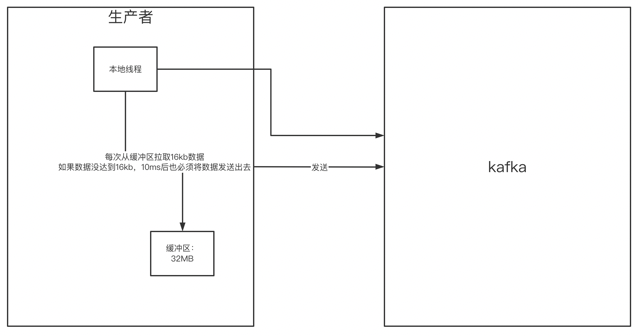 生产者
本地线程
每次从缓冲区拉取16kb数据
如果数据没达到16kb，10ms后也必须将数据发送出去
发送
kafka
缓冲区：
32MB